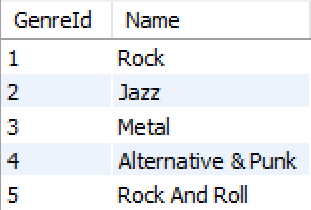 GenreId Name
1 Rock
2 Jazz
3 Metal
4 Alternative & Punk
5 Rock And Roll